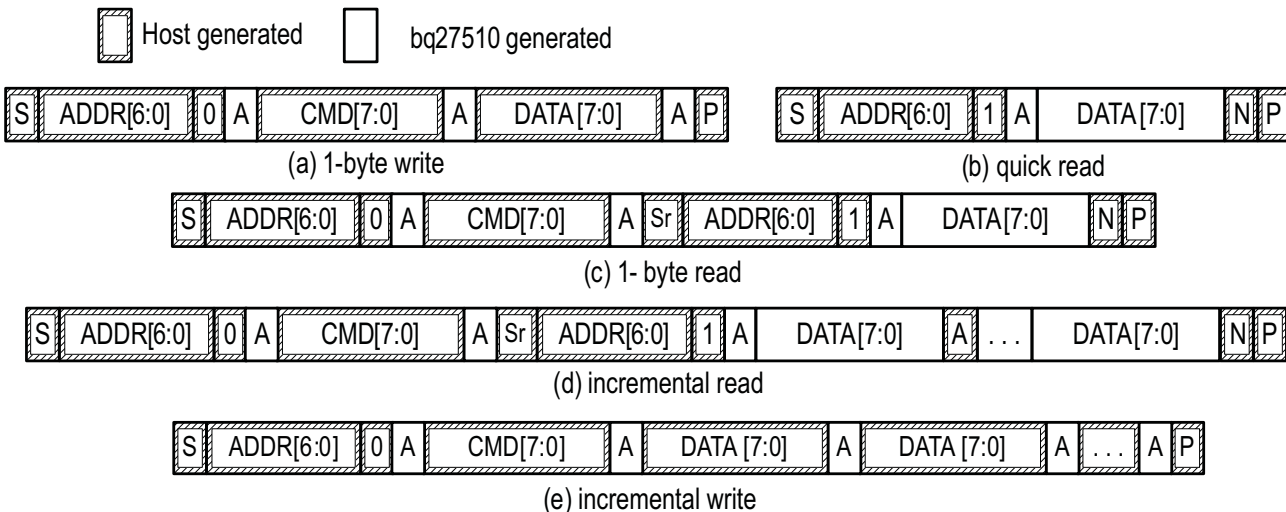 Host generated bq27510 generated
S ADDR[6:0] 0 A CMD[7:0] A DATA[7:0] A P S ADDR[6:0] 1 A DATA[7:0] N P
(a) 1-byte write (b) quick read
S ADDR[6:0] 0 A CMD[7:0] A Sr ADDR[6:0] 1 A DATA[7:0] N P
(c) 1- byte read
S ADDR[6:0] 0 A CMD[7:0] A Sr ADDR[6:0] 1 A DATA[7:0] A . . . DATA[7:0] N P
(d) incremental read
S ADDR[6:0] 0 A CMD[7:0] A DATA [7:0] A DATA [7:0] A . . . A P
(e) incremental write